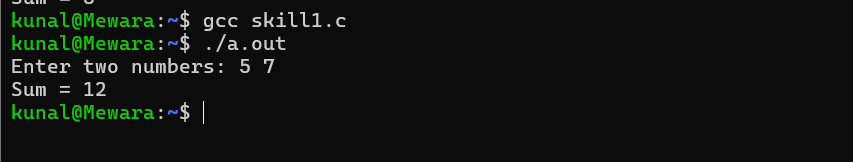 kunal@Mewara:~$ gcc skill1.c
kunal@Mewara:~$ ./a.out
Enter two numbers: 5 7
Sum = 12
kunal@Mewara:~$